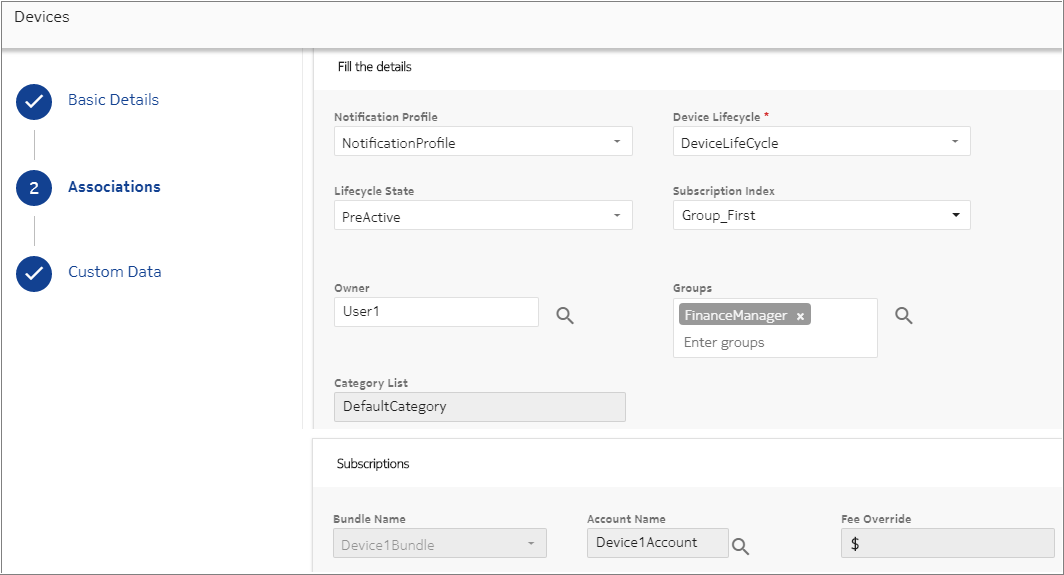 Devices
Basic Details
2
Associations
Custom Data
Fill the details
Notification Profile
NotificationProfile
Device Lifecycle *
DeviceLifeCycle
Lifecycle State
PreActive
Subscription Index
Group_First
Owner
User1
Groups
FinanceManager x
Enter groups
Category List
DefaultCategory
Subscriptions
Bundle Name
Device1Bundle
Account Name
Device1Account
Fee Override
$